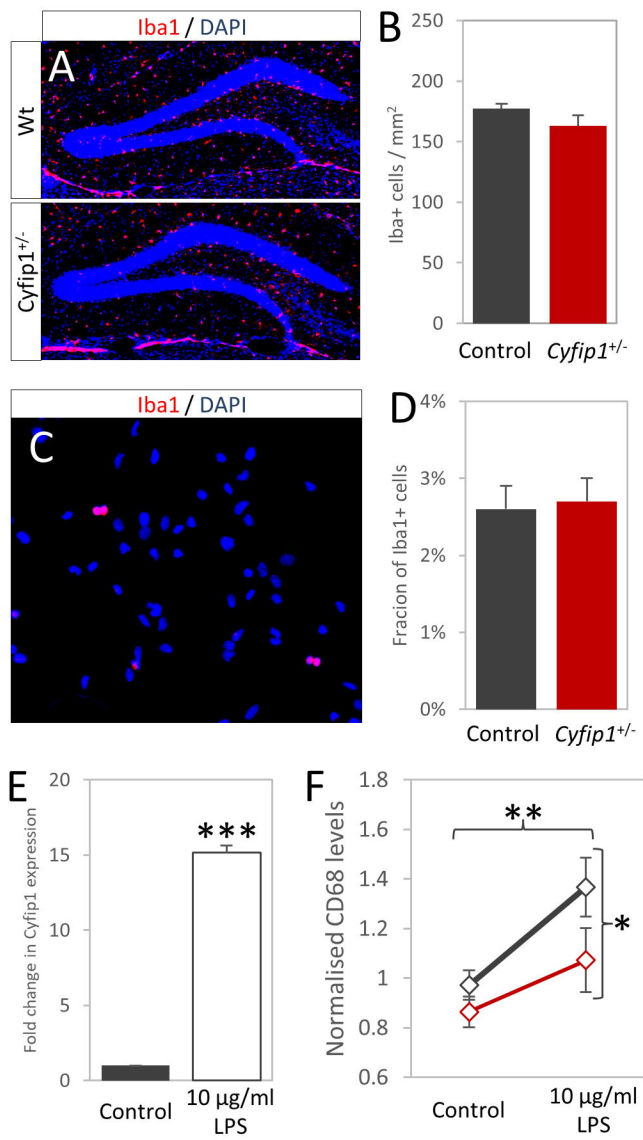 Iba1 / DAPI
A
Wt
Cyfip1+/-
B
Iba+ cells / mm2
250
200
150
100
50
0
Control
Cyfip1+/-
Iba1 / DAPI
C
D
Fracion of Iba1+ cells
4%
3%
2%
1%
0%
Control
Cyfip1+/-
E
Fold change in Cyfip1 expression
20
15
10
5
0
***
Control
10 µg/ml
LPS
F
Normalised CD68 levels
1.8
1.6
1.4
1.2
1
0.8
0.6
**
*
Control
10 µg/ml
LPS